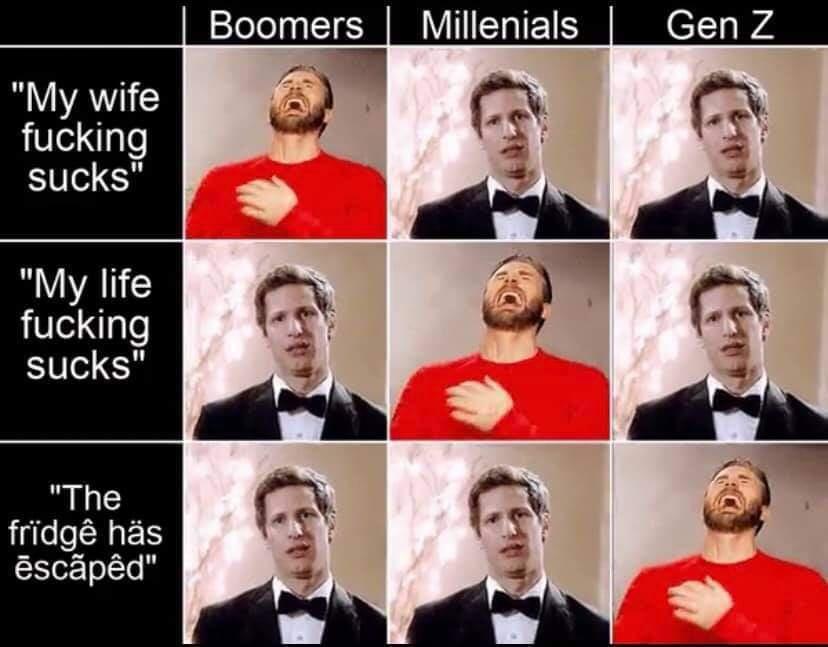 Boomers Millenials Gen Z
"My wife
fucking
sucks"
"My life
fucking
sucks"
"The
frïdgê häs
ēscãpêd"